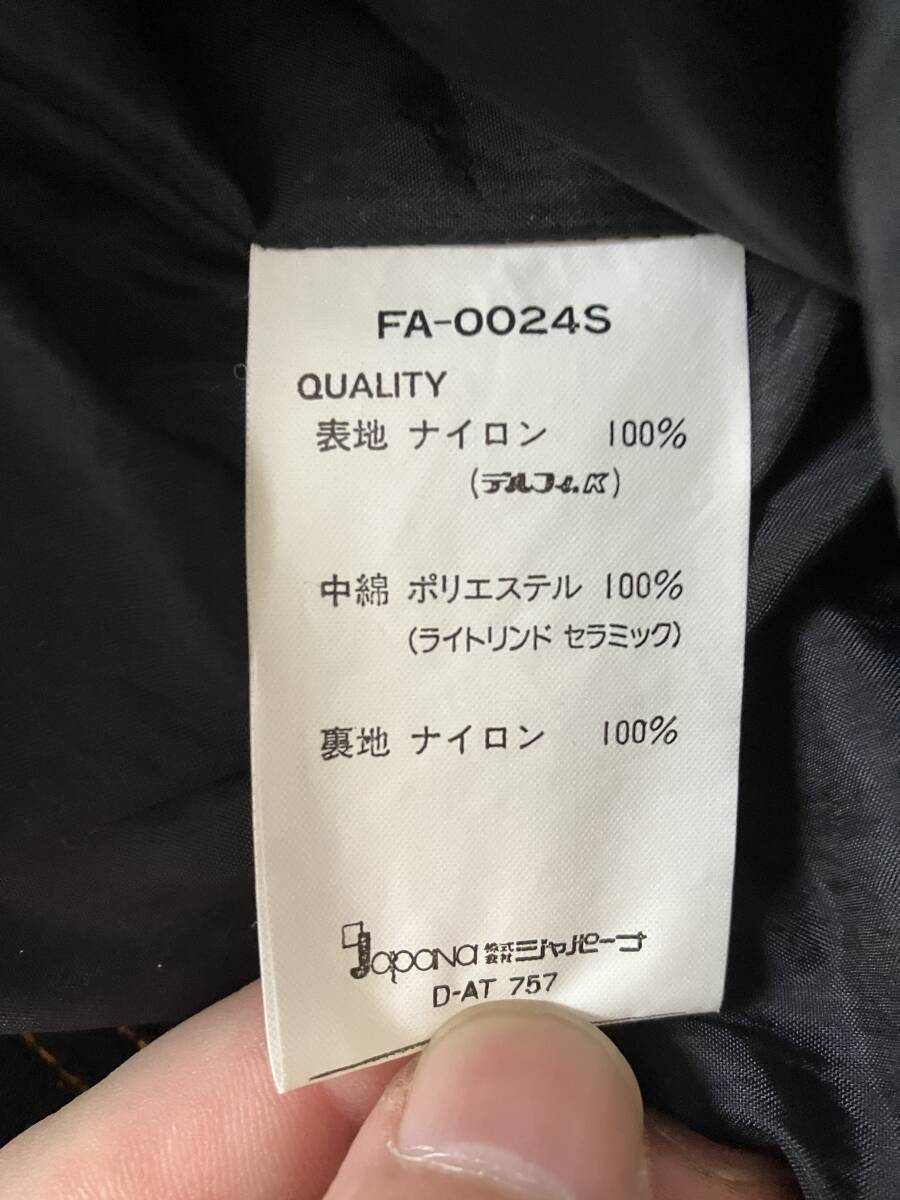 FA-0024S
QUALITY
表地 ナイロン 100%
(デルフィ.K)
中綿 ポリエステル 100%
(ライトリンド セラミック)
裏地 ナイロン 100%
Japana 株式会社 ジャパーナ
D-AT 757